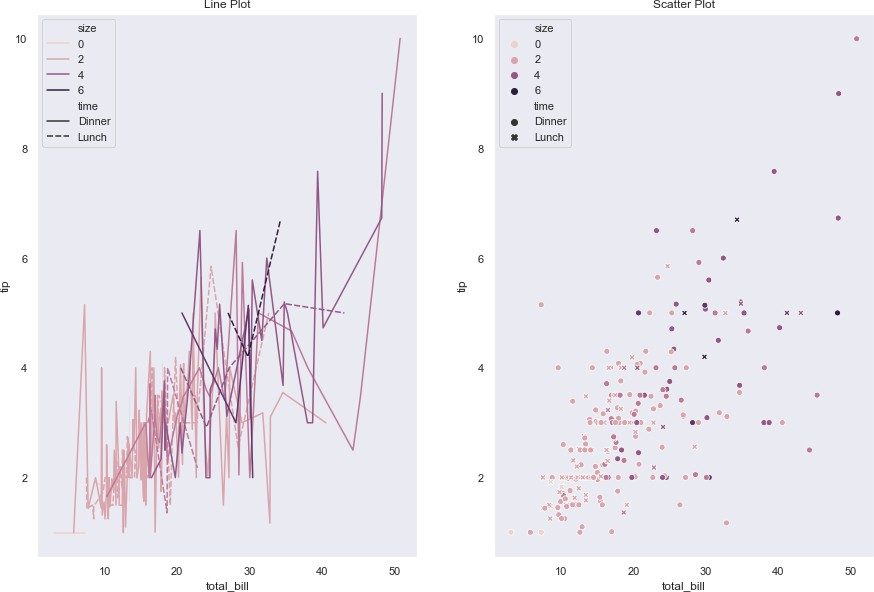 Line Plot
size
0
2
4
6
time
Dinner
Lunch
10
8
6
4
2
tip
10
20
30
40
50
total_bill
Scatter Plot
size
0
2
4
6
time
Dinner
Lunch
10
8
6
4
2
tip
10
20
30
40
50
total_bill